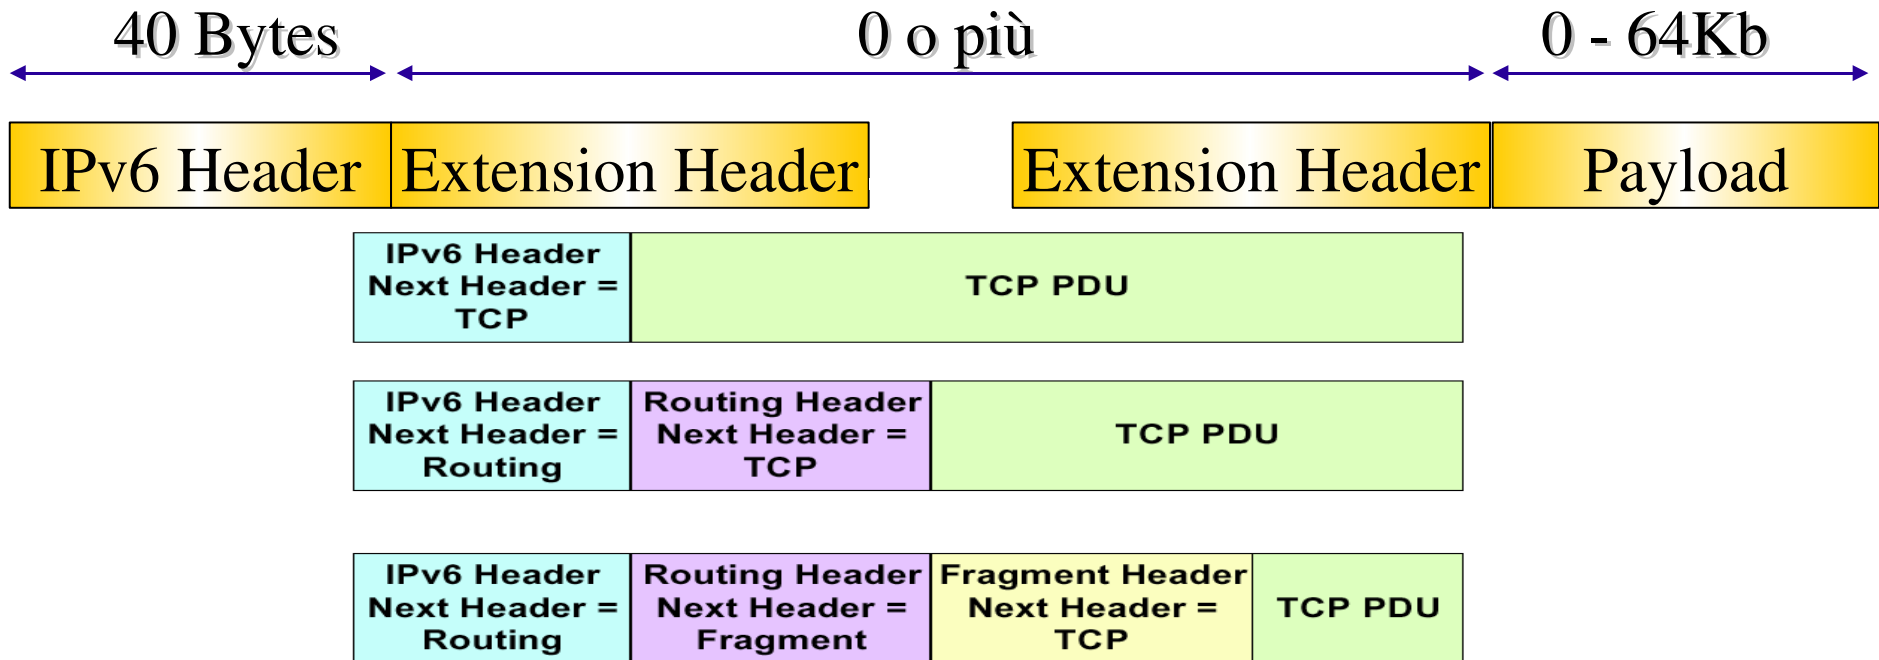 40 Bytes 0 o più 0 - 64Kb
IPv6 Header Extension Header Extension Header Payload
IPv6 Header
Next Header =
TCP
TCP PDU
IPv6 Header
Next Header =
Routing
Routing Header
Next Header =
TCP
TCP PDU
IPv6 Header
Next Header =
Routing
Routing Header
Next Header =
Fragment
Fragment Header
Next Header =
TCP
TCP PDU